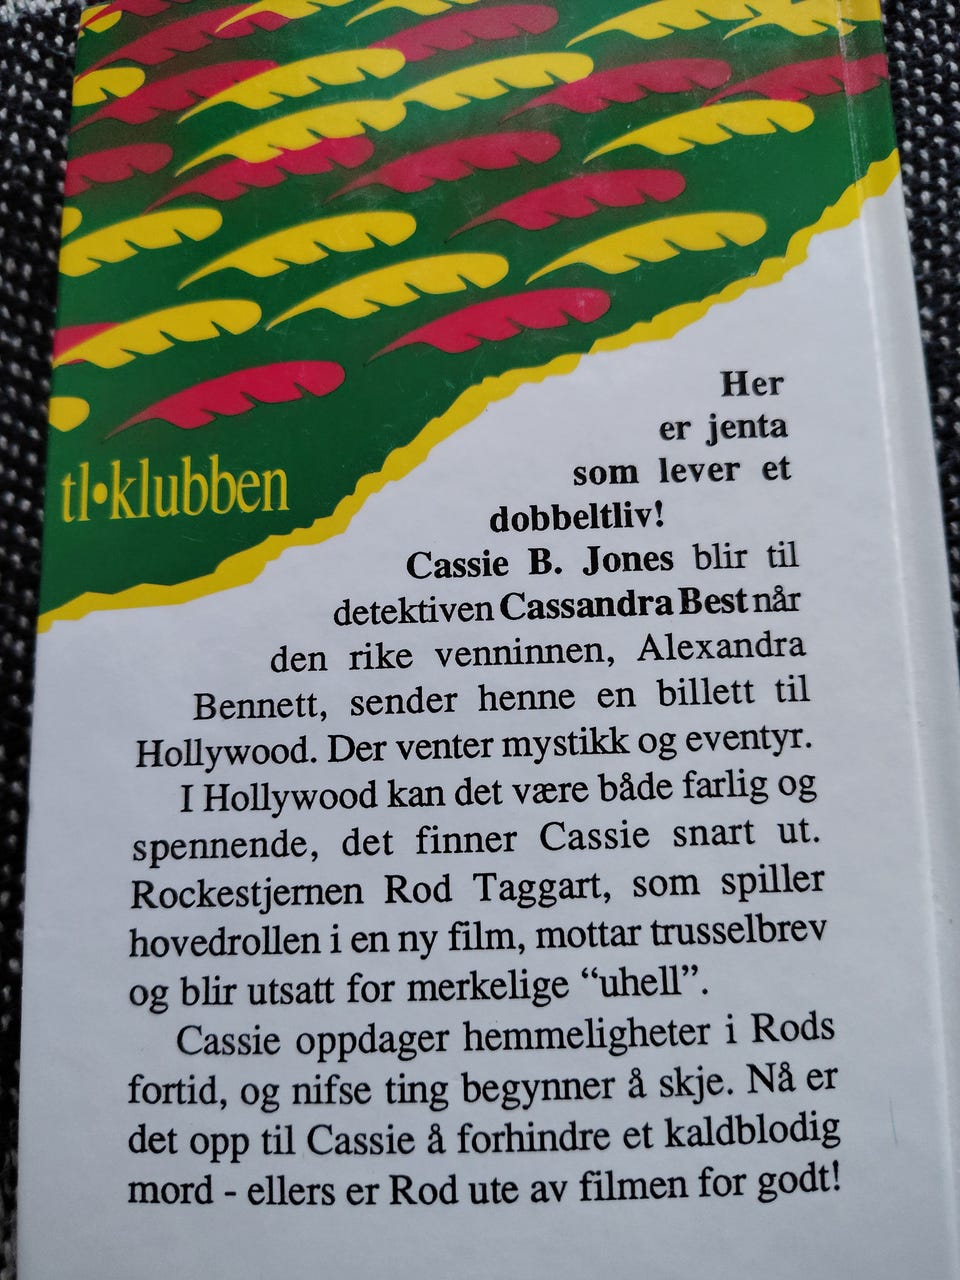 tl•klubben
Her
er jenta
som lever et
dobbeltliv!
Cassie B. Jones blir til
detektiven Cassandra Best når
den rike venninnen, Alexandra
Bennett, sender henne en billett til
Hollywood. Der venter mystikk og eventyr.
I Hollywood kan det være både farlig og
spennende, det finner Cassie snart ut.
Rockestjernen Rod Taggart, som spiller
hovedrollen i en ny film, mottar trusselbrev
og blir utsatt for merkelige “uhell”.
Cassie oppdager hemmeligheter i Rods
fortid, og nifse ting begynner å skje. Nå er
det opp til Cassie å forhindre et kaldblodig
mord - ellers er Rod ute av filmen for godt!